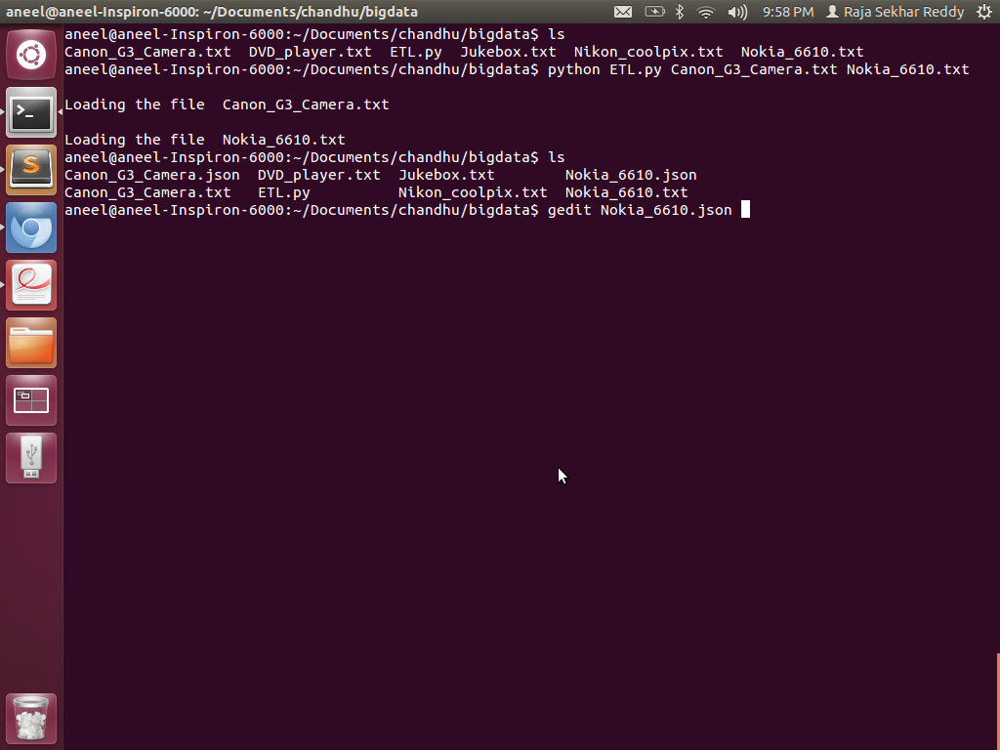 aneel@aneel-Inspiron-6000: ~/Documents/chandhu/bigdata 9:58 PM Raja Sekhar Reddy
aneel@aneel-Inspiron-6000:~/Documents/chandhu/bigdata$ ls
Canon_G3_Camera.txt  DVD_player.txt  ETL.py  Jukebox.txt  Nikon_coolpix.txt  Nokia_6610.txt
aneel@aneel-Inspiron-6000:~/Documents/chandhu/bigdata$ python ETL.py Canon_G3_Camera.txt Nokia_6610.txt
Loading the file  Canon_G3_Camera.txt
Loading the file  Nokia_6610.txt
aneel@aneel-Inspiron-6000:~/Documents/chandhu/bigdata$ ls
Canon_G3_Camera.json  DVD_player.txt  Jukebox.txt        Nokia_6610.json
Canon_G3_Camera.txt   ETL.py          Nikon_coolpix.txt  Nokia_6610.txt
aneel@aneel-Inspiron-6000:~/Documents/chandhu/bigdata$ gedit Nokia_6610.json